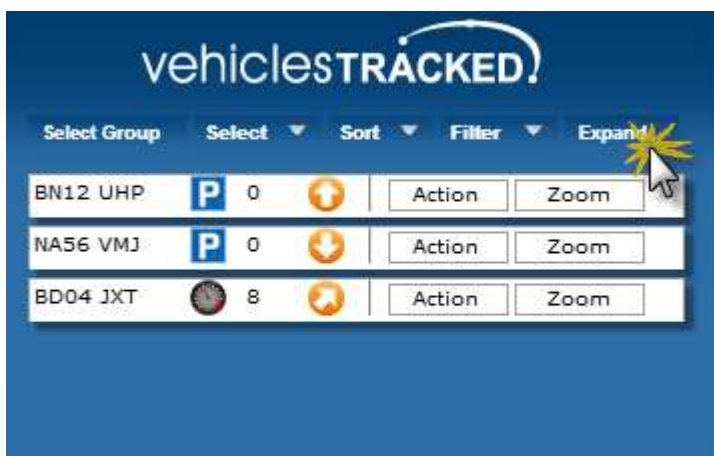 vehiclesTRACKED!
Select Group Select Sort Filter Expand
BN12 UHP P 0 Action Zoom
NA56 VMJ P 0 Action Zoom
BD04 JXT 8 Action Zoom